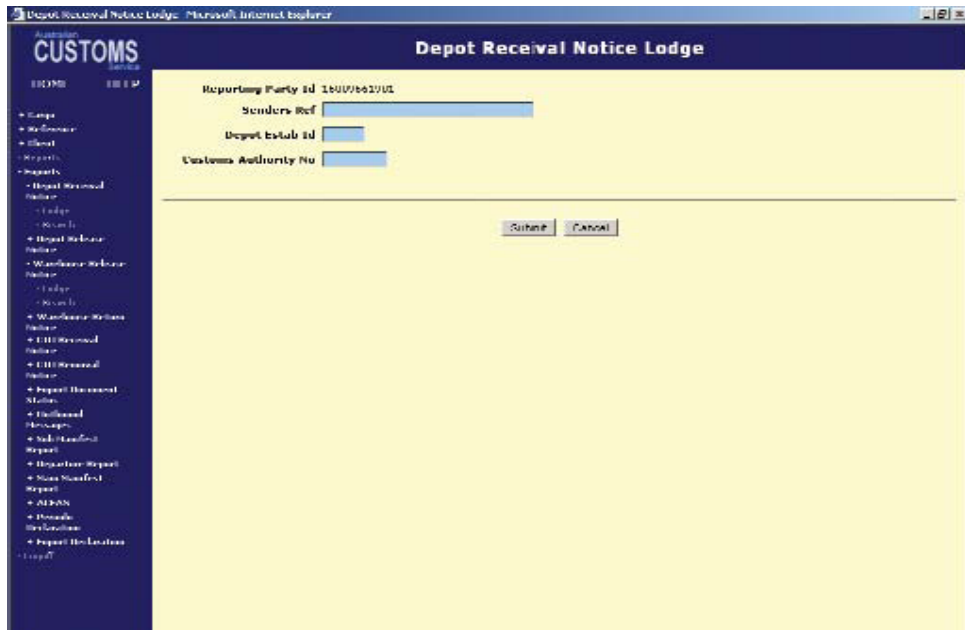 Depot Receival Notice Lodge - Microsoft Internet Explorer
Australian
CUSTOMS
Service
Depot Receival Notice Lodge
HOME HELP
Reporting Party Id
Senders Ref
Depot Estab Id
Customs Authority No
Submit Cancel
+ Cargo
+ Reference
+ Client
- Reports
- Exports
- Depot Receival
Notice
- Lodge
- Search
+ Depot Release
Notice
- Warehouse Release
Notice
- Lodge
- Search
+ Warehouse Return
Notice
+ CTO Receival
Notice
+ CTO Removal
Notice
+ Export Document
Status
+ Outbound
Messages
+ Sub Manifest
Report
+ Departure Report
+ Main Manifest
Report
+ ACEAN
+ Periodic
Declaration
+ Export Declaration
- Logoff